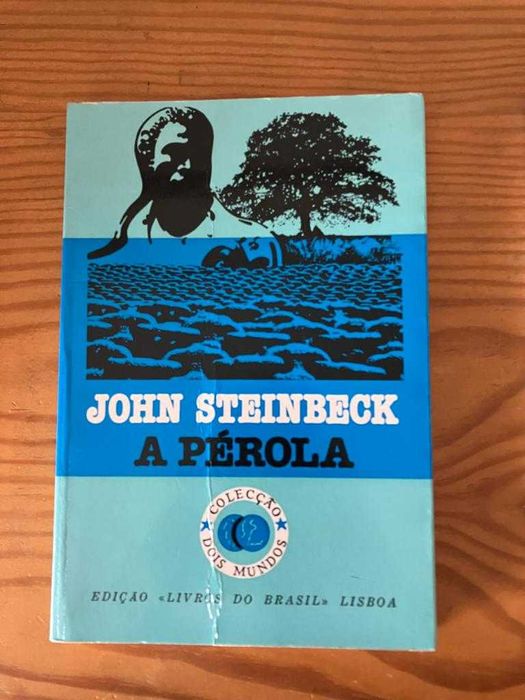 JOHN STEINBECK
A PÉROLA
COLECÇÃO
DOIS MUNDOS
EDIÇÃO «LIVROS DO BRASIL» LISBOA